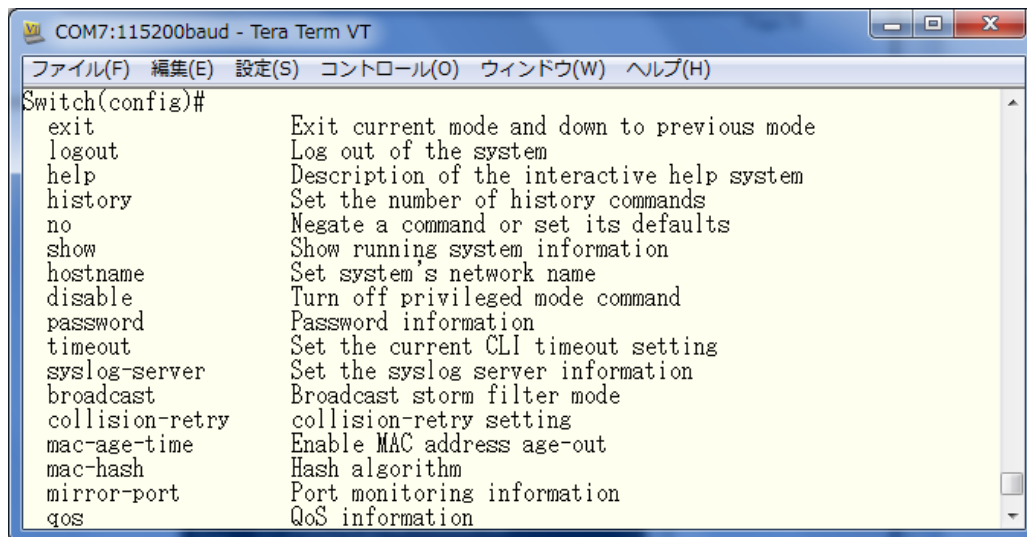 COM7:115200baud - Tera Term VT
ファイル(F) 編集(E) 設定(S) コントロール(O) ウィンドウ(W) ヘルプ(H)
Switch(config)#
exit Exit current mode and down to previous mode
logout Log out of the system
help Description of the interactive help system
history Set the number of history commands
no Negate a command or set its defaults
show Show running system information
hostname Set system's network name
disable Turn off privileged mode command
password Password information
timeout Set the current CLI timeout setting
syslog-server Set the syslog server information
broadcast Broadcast storm filter mode
collision-retry collision-retry setting
mac-age-time Enable MAC address age-out
mac-hash Hash algorithm
mirror-port Port monitoring information
qos QoS information